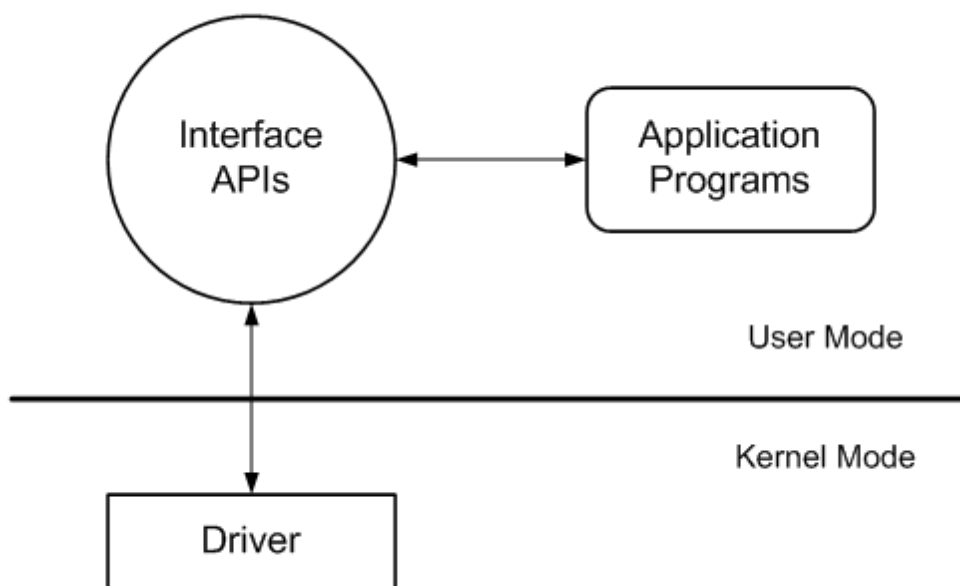 Interface
APIs
Application
Programs
User Mode
Kernel Mode
Driver